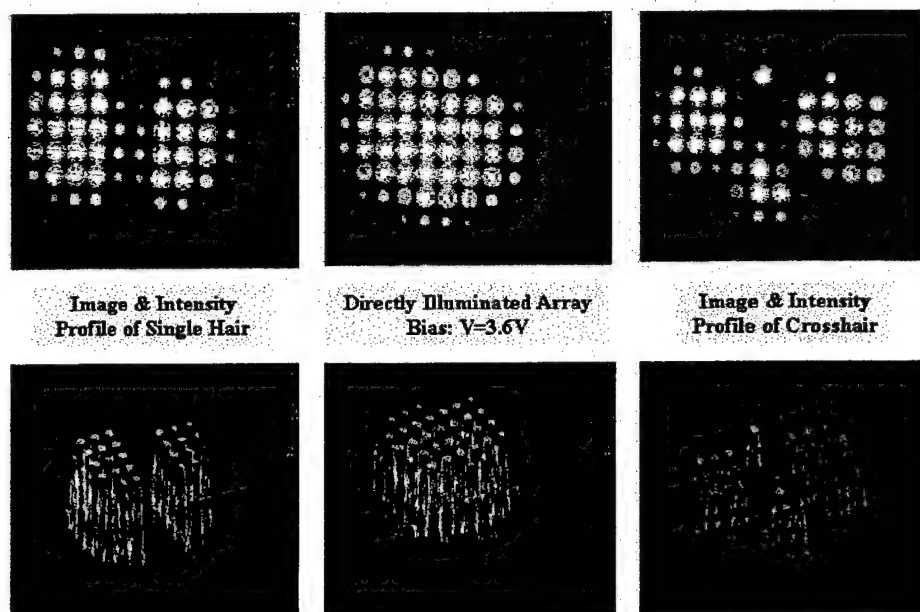 Image & Intensity
Profile of Single Hair
Directly Illuminated Array
Bias: V=3.6V
Image & Intensity
Profile of Crosshair